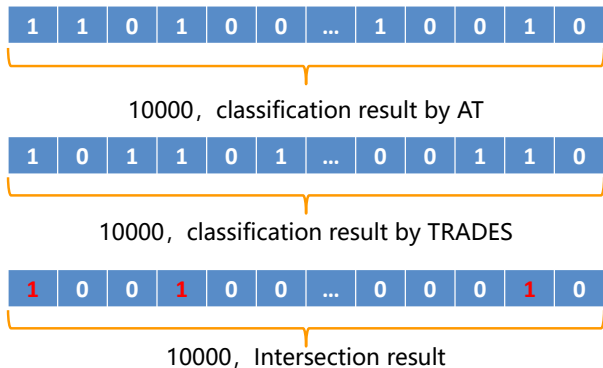 1 1 0 1 0 0 ... 1 0 0 1 0
10000, classification result by AT
1 0 1 1 0 1 ... 0 0 1 1 0
10000, classification result by TRADES
1 0 0 1 0 0 ... 0 0 0 1 0
10000, Intersection result